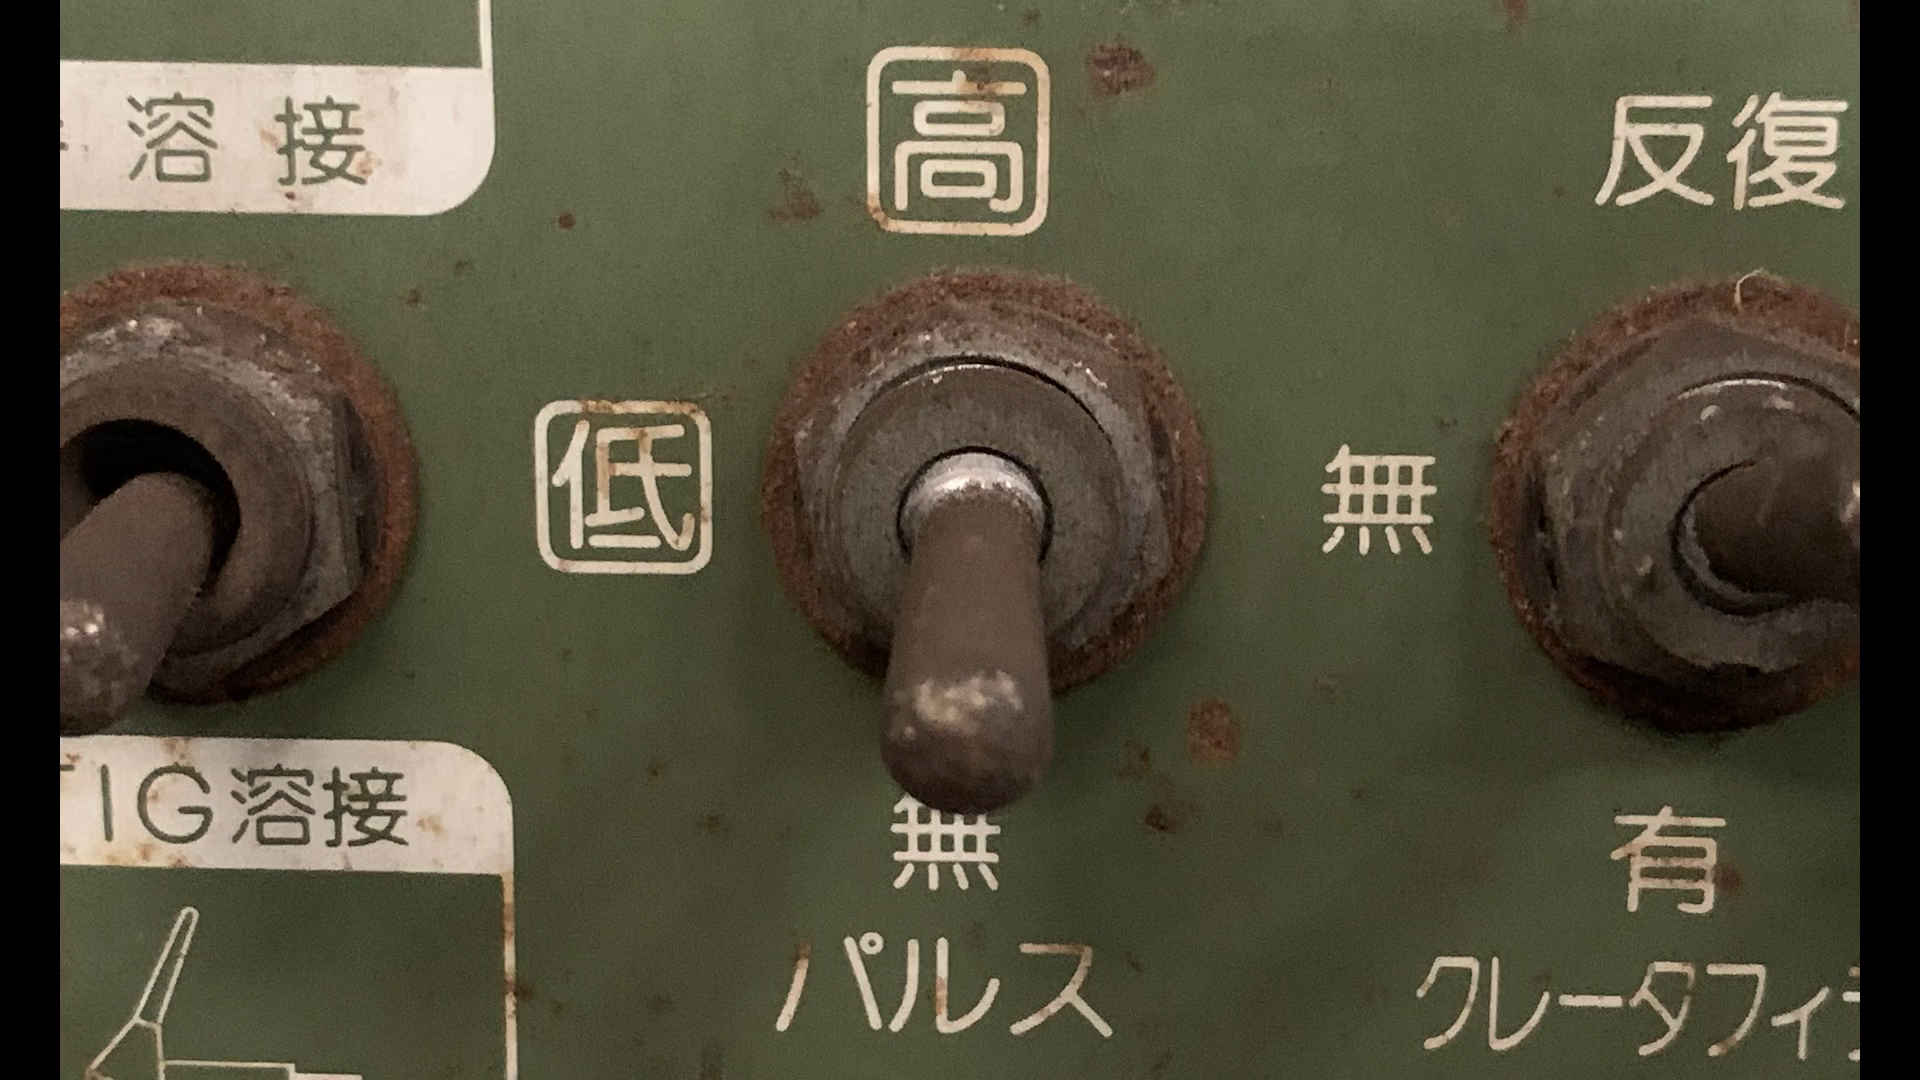 溶 接
高
反復
低
無
IG溶接
無
有
パルス
クレータフィ